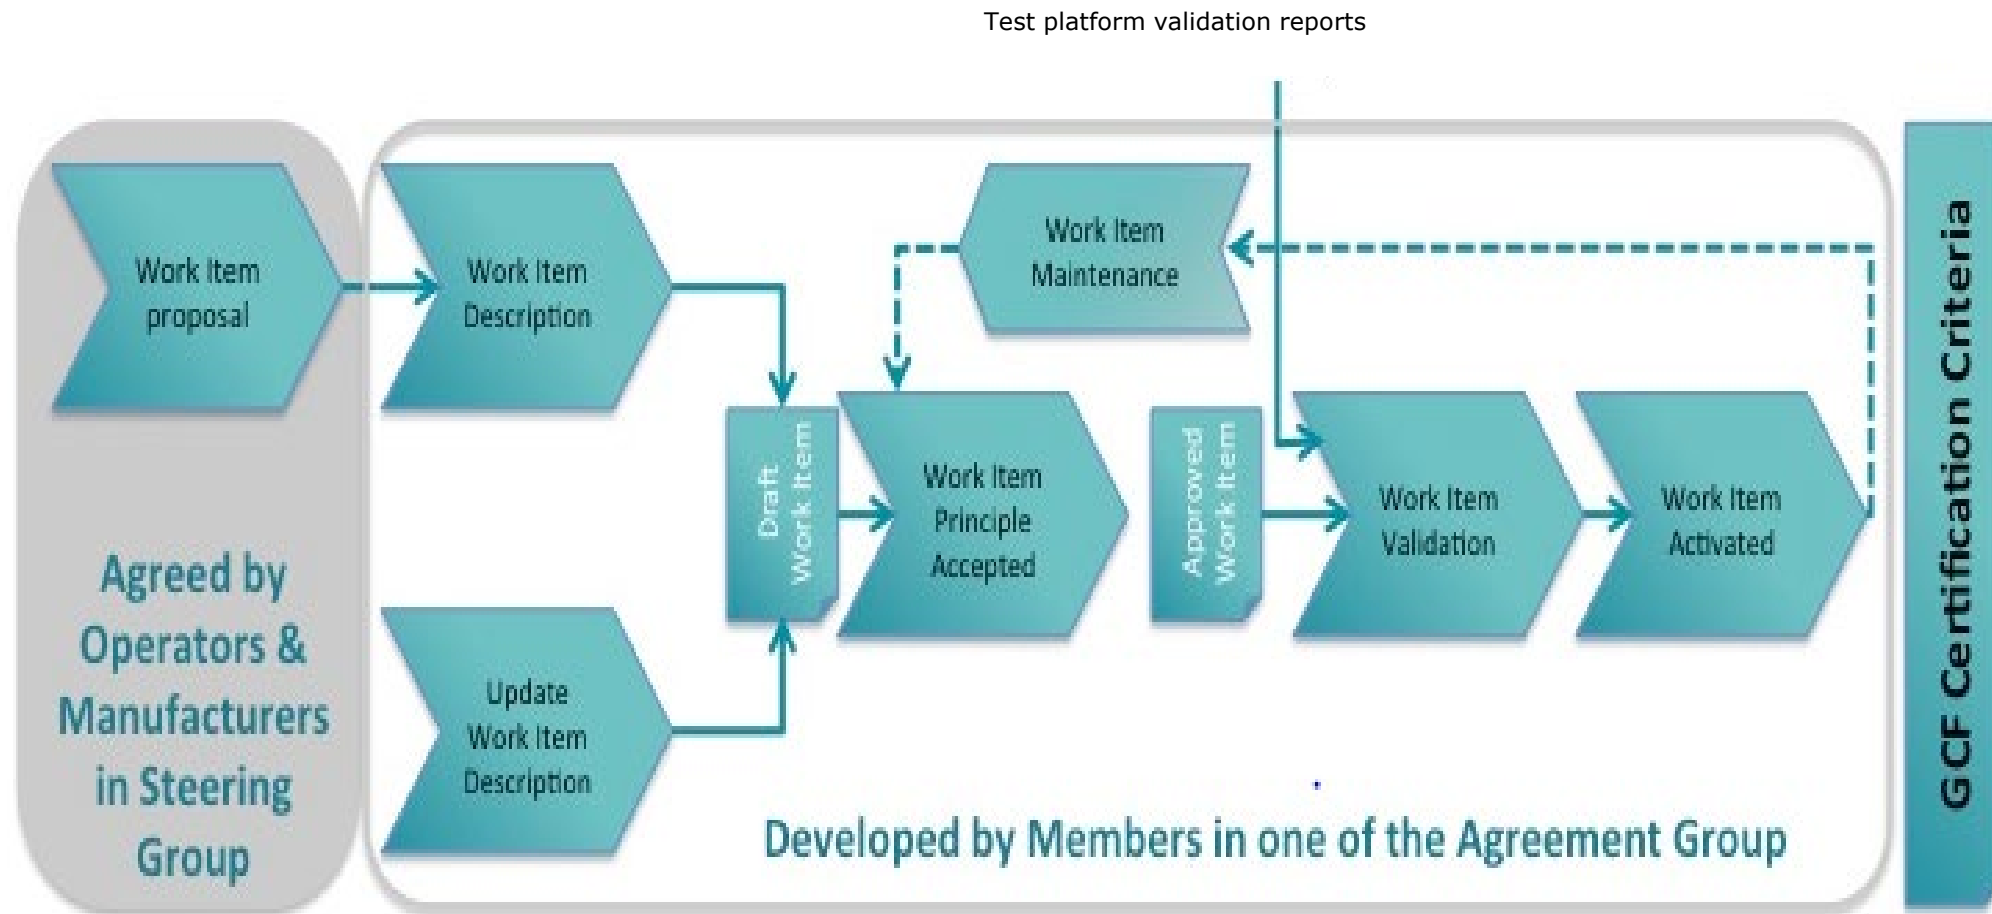 Test platform validation reports
Work Item
proposal
Agreed by
Operators &
Manufacturers
in Steering
Group
Work Item
Description
Update
Work Item
Description
Draft
Work Item
Work Item
Maintenance
Work Item
Principle
Accepted
Approved
Work Item
Work Item
Validation
Work Item
Activated
Developed by Members in one of the Agreement Group
GCF Certification Criteria